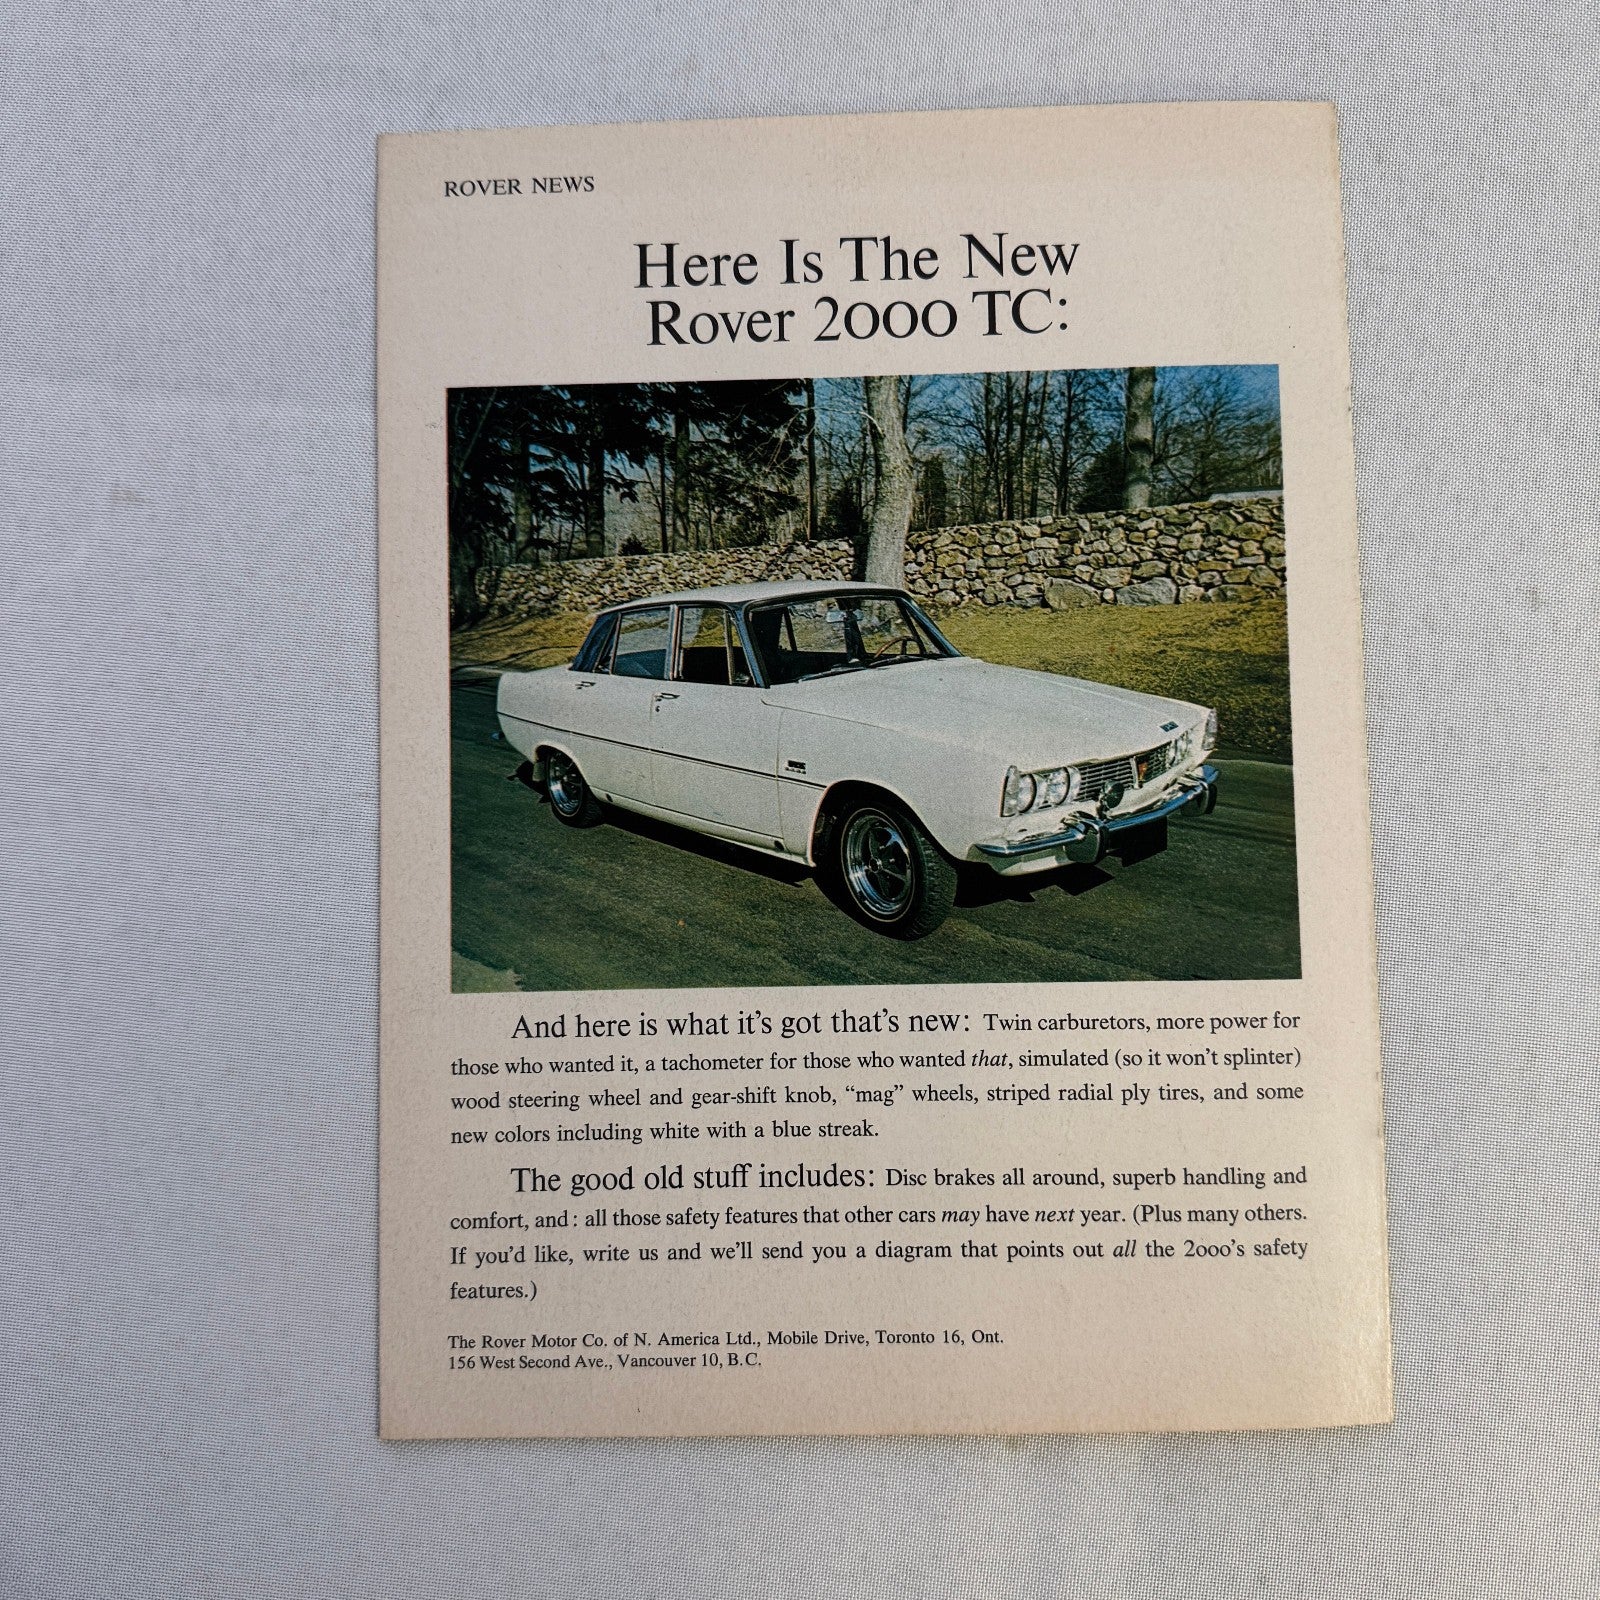 ROVER NEWS
Here Is The New
Rover 2000 TC:
And here is what it's got that's new: Twin carburetors, more power for
those who wanted it, a tachometer for those who wanted that, simulated (so it won't splinter)
wood steering wheel and gear-shift knob, “mag” wheels, striped radial ply tires, and some
new colors including white with a blue streak.
The good old stuff includes: Disc brakes all around, superb handling and
comfort, and: all those safety features that other cars may have next year. (Plus many others.
If you'd like, write us and we'll send you a diagram that points out all the 2000's safety
features.)
The Rover Motor Co. of N. America Ltd., Mobile Drive, Toronto 16, Ont.
156 West Second Ave., Vancouver 10, B.C.